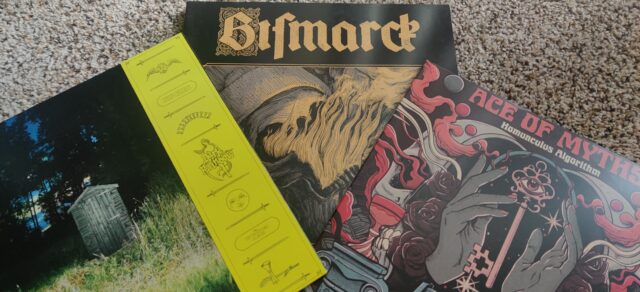 Bismarck
ACE OF MYTHS
Homunculus Algorithm